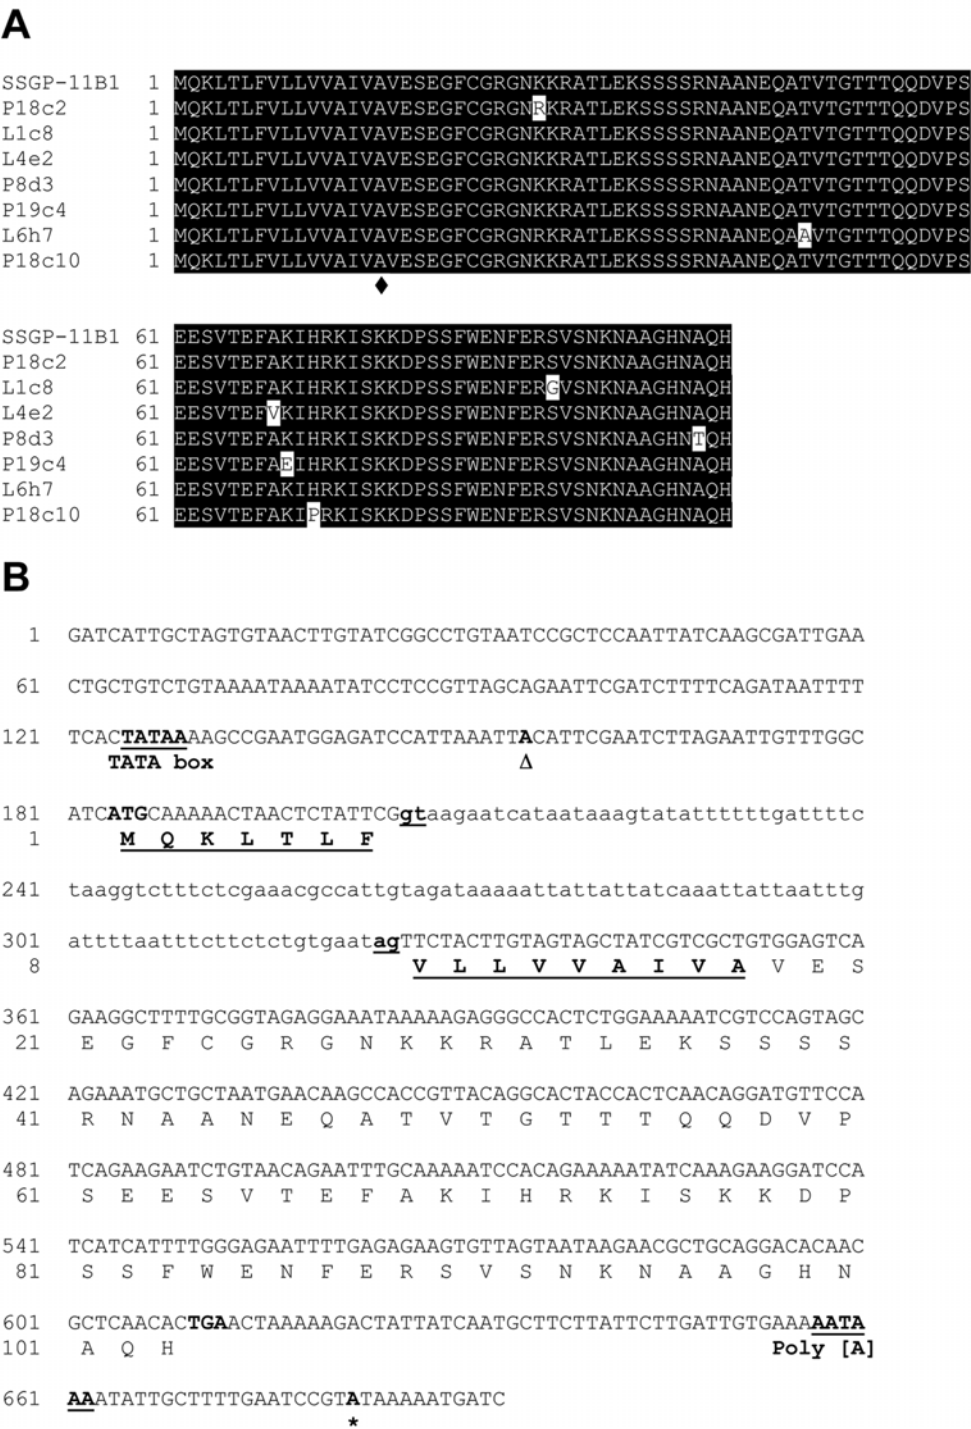 A
SSGP-11B1 1 MQKLTLFVLLVVAIVAVESEGFCGRGNKKRATLEKSSSSRNAANEQATVTGTTTQQDVPS
P18c2 1 MQKLTLFVLLVVAIVAVESEGFCGRGNRKRATLEKSSSSRNAANEQATVTGTTTQQDVPS
L1c8 1 MQKLTLFVLLVVAIVAVESEGFCGRGNKKRATLEKSSSSRNAANEQATVTGTTTQQDVPS
L4e2 1 MQKLTLFVLLVVAIVAVESEGFCGRGNKKRATLEKSSSSRNAANEQATVTGTTTQQDVPS
P8d3 1 MQKLTLFVLLVVAIVAVESEGFCGRGNKKRATLEKSSSSRNAANEQATVTGTTTQQDVPS
P19c4 1 MQKLTLFVLLVVAIVAVESEGFCGRGNKKRATLEKSSSSRNAANEQATVTGTTTQQDVPS
L6h7 1 MQKLTLFVLLVVAIVAVESEGFCGRGNKKRATLEKSSSSRNAANEQAAVTGTTTQQDVPS
P18c10 1 MQKLTLFVLLVVAIVAVESEGFCGRGNKKRATLEKSSSSRNAANEQATVTGTTTQQDVPS
♦
SSGP-11B1 61 EESVTEFAKIHRKISKKDPSSFWENFERSVSNKNAAGHNAQH
P18c2 61 EESVTEFAKIHRKISKKDPSSFWENFERSVSNKNAAGHNAQH
L1c8 61 EESVTEFAKIHRKISKKDPSSFWENFERGVSNKNAAGHNAQH
L4e2 61 EESVTEFVKIHRKISKKDPSSFWENFERSVSNKNAAGHNAQH
P8d3 61 EESVTEFAKIHRKISKKDPSSFWENFERSVSNKNAAGHNTQH
P19c4 61 EESVTEFAEIHRKISKKDPSSFWENFERSVSNKNAAGHNAQH
L6h7 61 EESVTEFAKIHRKISKKDPSSFWENFERSVSNKNAAGHNAQH
P18c10 61 EESVTEFAKIPRKISKKDPSSFWENFERSVSNKNAAGHNAQH
B
1 GATCATTGCTAGTGTAACTTGTATCGGCCTGTAATCCGCTCCAATTATCAAGCGATTGAA
61 CTGCTGTCTGTAAAATAAAATATCCTCCGTTAGCAGAATTCGATCTTTTCAGATAATTTT
121 TCACTATAAAAGCCGAATGGAGATCCATTAAATTACATTCGAATCTTAGAATTGTTTGGC
TATA box Δ
181 ATCATGCAAAAACTAACTCTATTCGgtaagaatcataataaagtatatttttttgattttc
1 M Q K L T L F
241 taaggtctttctcgaaacgccattgtagataaaaattattattatcaaattattaatttg
301 attttaatttcttctctgtgaatagTTCTACTTGTAGTAGCTATCGTCGCTGTGGAGTCA
8 V L L V V A I V A V E S
361 GAAGGCTTTTGCGGTAGAGGAAATAAAAAGAGGGCCACTCTGGAAAAATCGTCCAGTAGC
21 E G F C G R G N K K R A T L E K S S S S
421 AGAAATGCTGCTAATGAACAAGCCACCGTTACAGGCACTACCACTCAACAGGATGTTCCA
41 R N A A N E Q A T V T G T T T Q Q D V P
481 TCAGAAGAATCTGTAACAGAATTTGCAAAAATCCACAGAAAAATATCAAAGAAGGATCCA
61 S E E S V T E F A K I H R K I S K K D P
541 TCATCATTTTGGGAGAATTTTGAGAGAAGTGTTAGTAATAAGAACGCTGCAGGACACAAC
81 S S F W E N F E R S V S N K N A A G H N
601 GCTCAACACTGAACTAAAAAGACTATTATCAATGCTTCTTATTCTTGATTGTGAAAAATA
101 A Q H Poly [A]
661 AAATATTGCTTTTGAATCCGTATAAAAATGATC
*